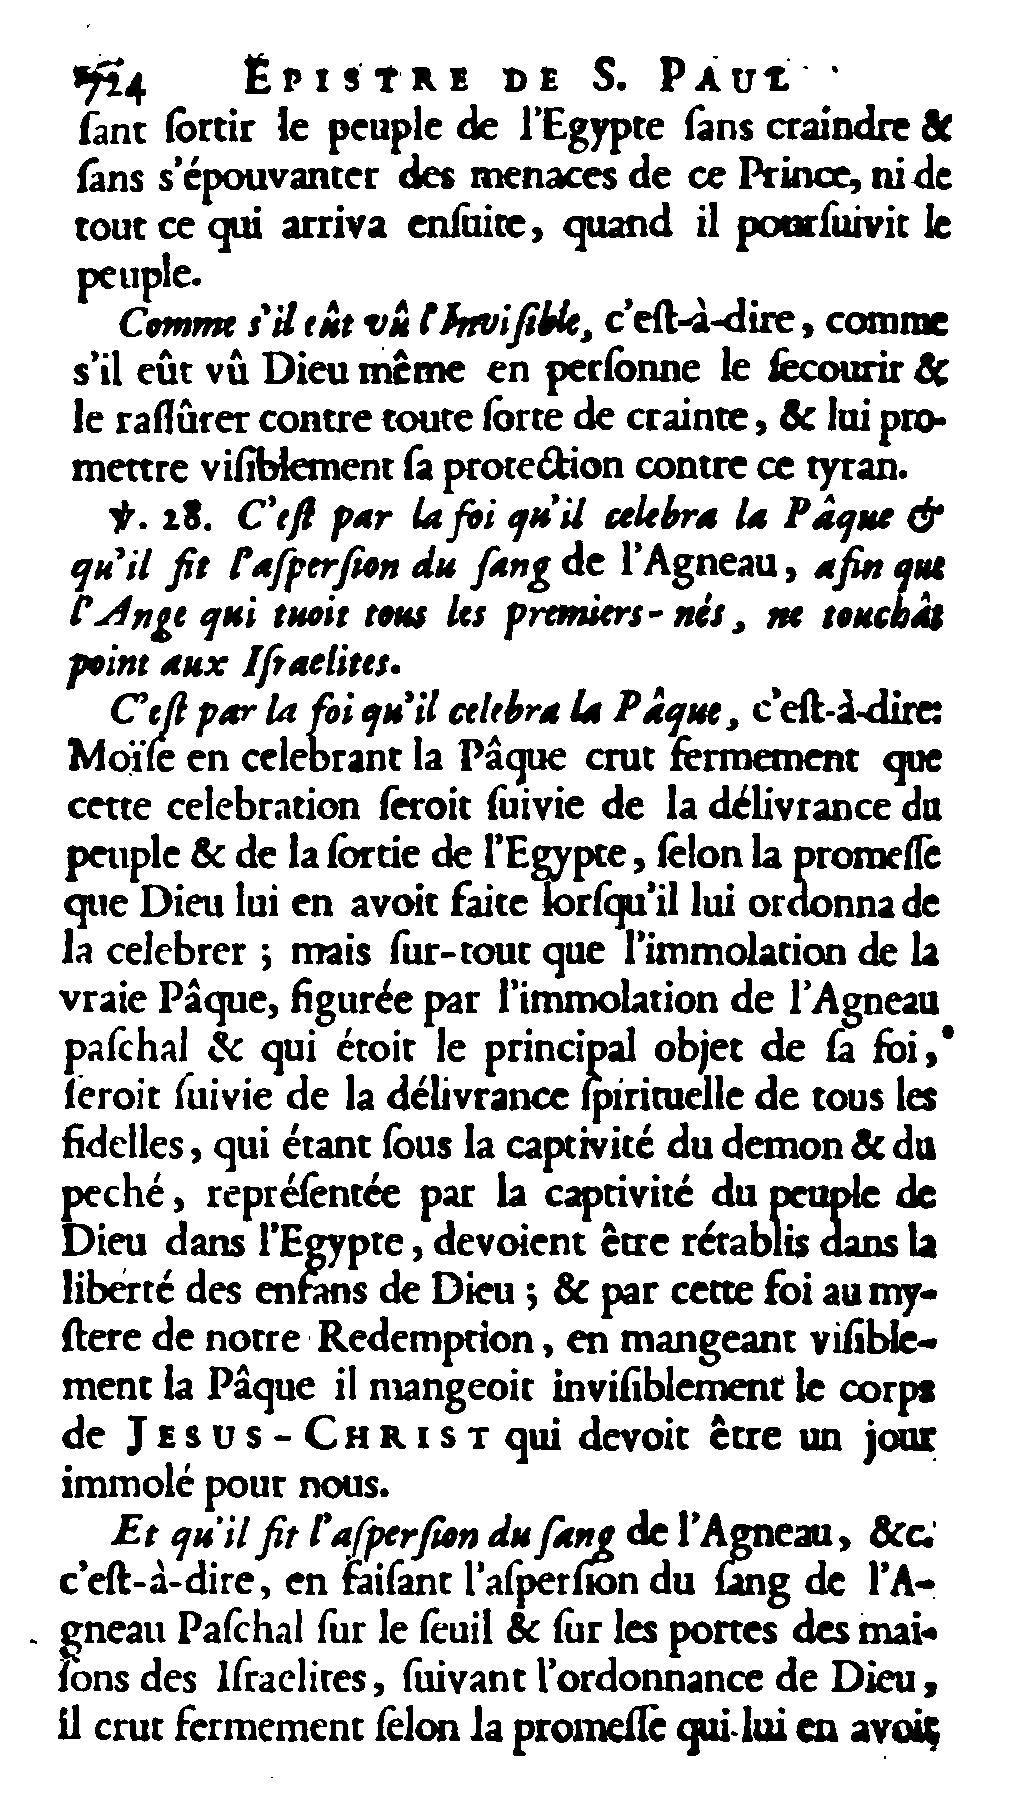 724 EPISTRE DE S. PAUL
ſant ſortir le peuple de l'Egypte ſans craindre &
ſans s'épouvanter des menaces de ce Prince, ni de
tout ce qui arriva enſuite, quand il pourſuivit le
peuple.
Comme s'il eût vû l'Inviſible, c'eſt-à-dire, comme
s'il eût vû Dieu même en perſonne le ſecourir &
le raſſûrer contre toute ſorte de crainte, & lui pro-
mettre viſiblement ſa protection contre ce tyran.
℣. 28. C'eſt par la foi qu'il celebra la Pâque &
qu'il fit l'aſperſion du ſang de l'Agneau, afin que
l'Ange qui tuoit tous les premiers-nés, ne touchât
point aux Iſraelites.
C'eſt par la foi qu'il celebra la Pâque, c'eſt-à-dire:
Moïſe en celebrant la Pâque crut fermement que
cette celebration ſeroit ſuivie de la délivrance du
peuple & de la ſortie de l'Egypte, ſelon la promeſſe
que Dieu lui en avoit faite lorſqu'il lui ordonna de
la celebrer ; mais ſur-tout que l'immolation de la
vraie Pâque, figurée par l'immolation de l'Agneau
paſchal & qui étoit le principal objet de ſa foi,
ſeroit ſuivie de la délivrance ſpirituelle de tous les
fidelles, qui étant ſous la captivité du demon & du
peché, repréſentée par la captivité du peuple de
Dieu dans l'Egypte, devoient être rétablis dans la
liberté des enfans de Dieu ; & par cette foi au my-
ſtere de notre Redemption, en mangeant viſible-
ment la Pâque il mangeoit inviſiblement le corps
de JESUS-CHRIST qui devoit être un jour
immolé pour nous.
Et qu'il fit l'aſperſion du ſang de l'Agneau, &c.
c'eſt-à-dire, en faiſant l'aſperſion du ſang de l'A-
gneau Paſchal ſur le ſeuil & ſur les portes des mai-
ſons des Iſraelites, ſuivant l'ordonnance de Dieu,
il crut fermement ſelon la promeſſe qui lui en avoit